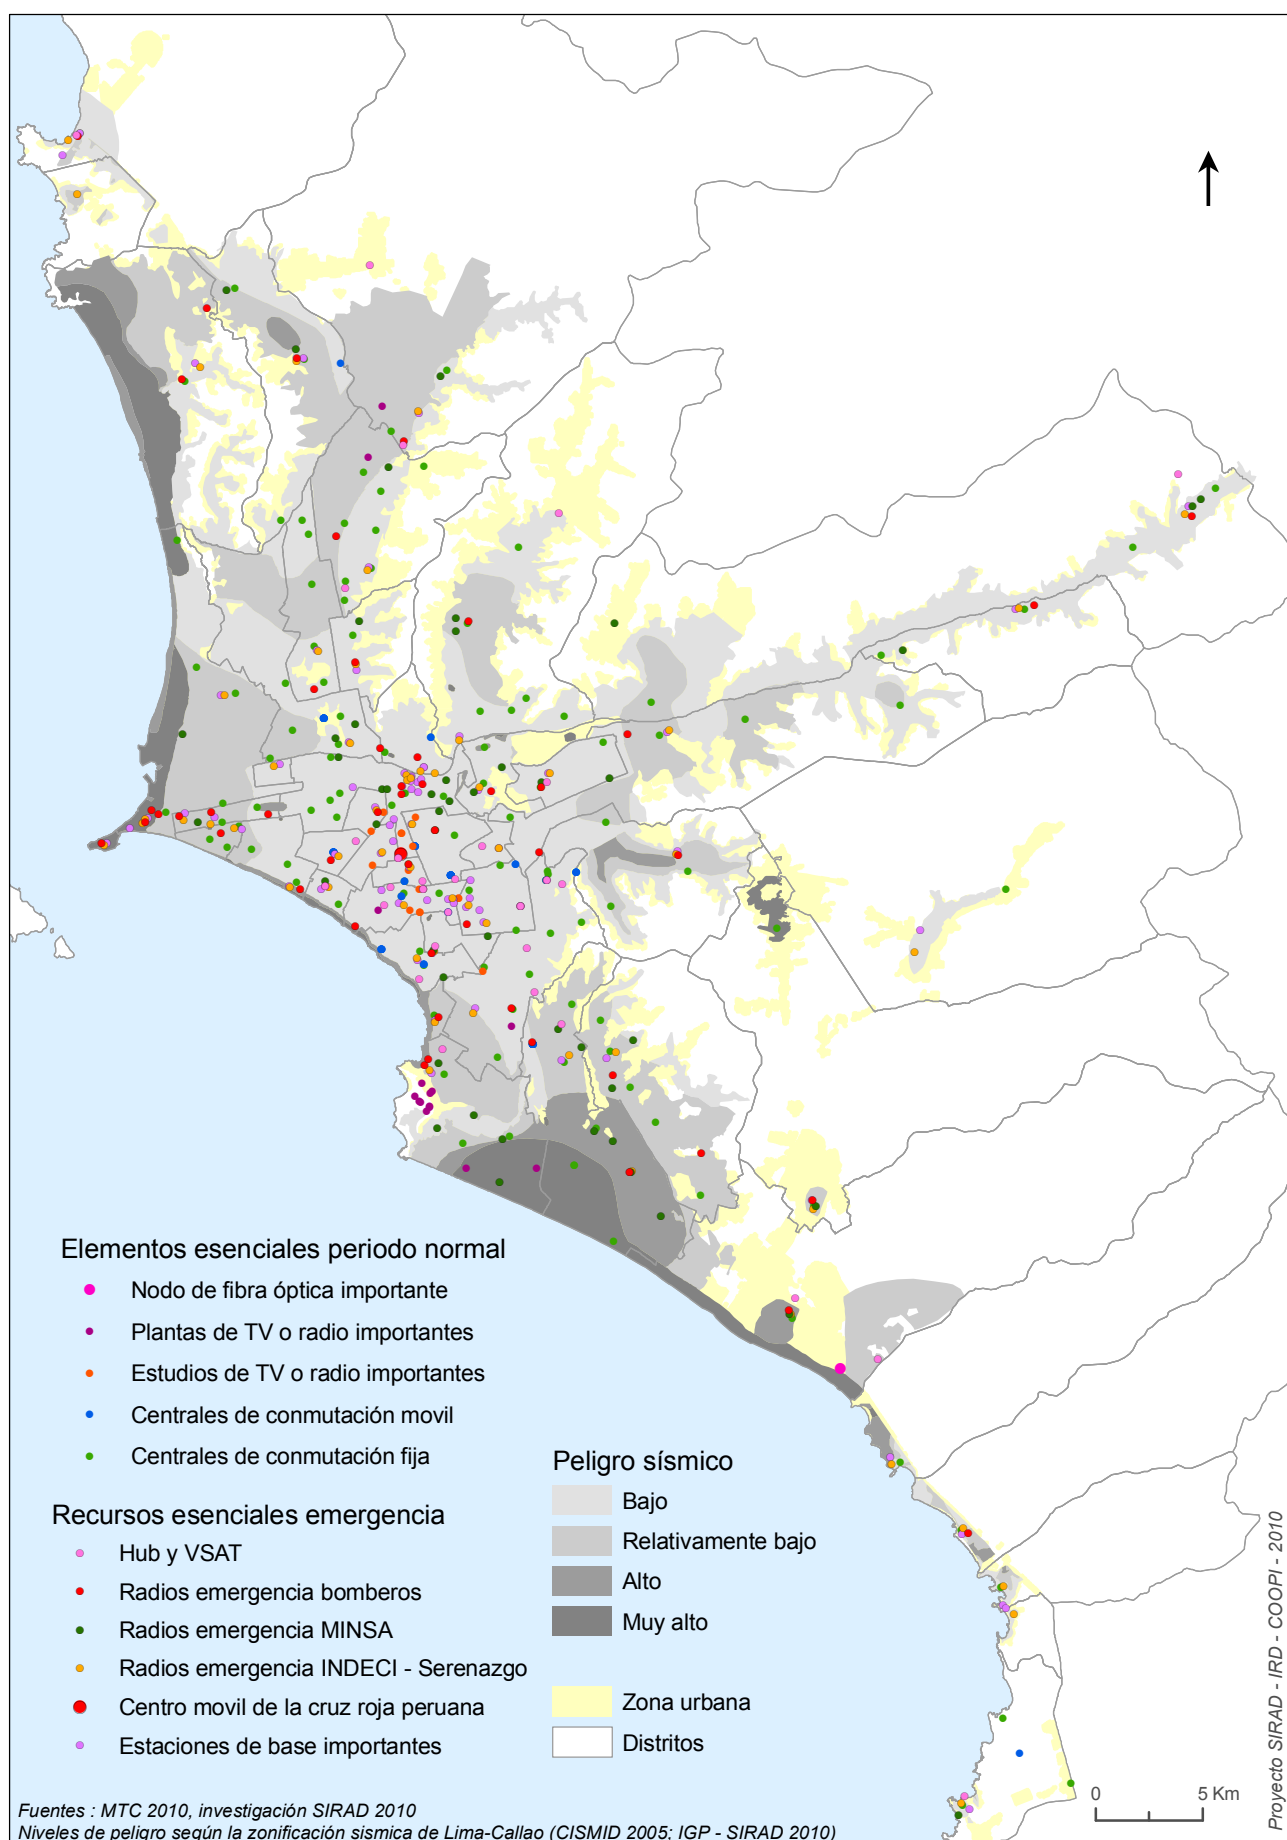 Elementos esenciales periodo normal
Nodo de fibra óptica importante
Plantas de TV o radio importantes
Estudios de TV o radio importantes
Centrales de conmutación movil
Centrales de conmutación fija
Recursos esenciales emergencia
Hub y VSAT
Radios emergencia bomberos
Radios emergencia MINSA
Radios emergencia INDECI - Serenazgo
Centro movil de la cruz roja peruana
Estaciones de base importantes
Peligro sísmico
Bajo
Relativamente bajo
Alto
Muy alto
Zona urbana
Distritos
0 5 Km
Proyecto SIRAD - IRD - COOPI - 2010
Fuentes : MTC 2010, investigación SIRAD 2010
Niveles de peligro según la zonificación sismica de Lima-Callao (CISMID 2005; IGP - SIRAD 2010)